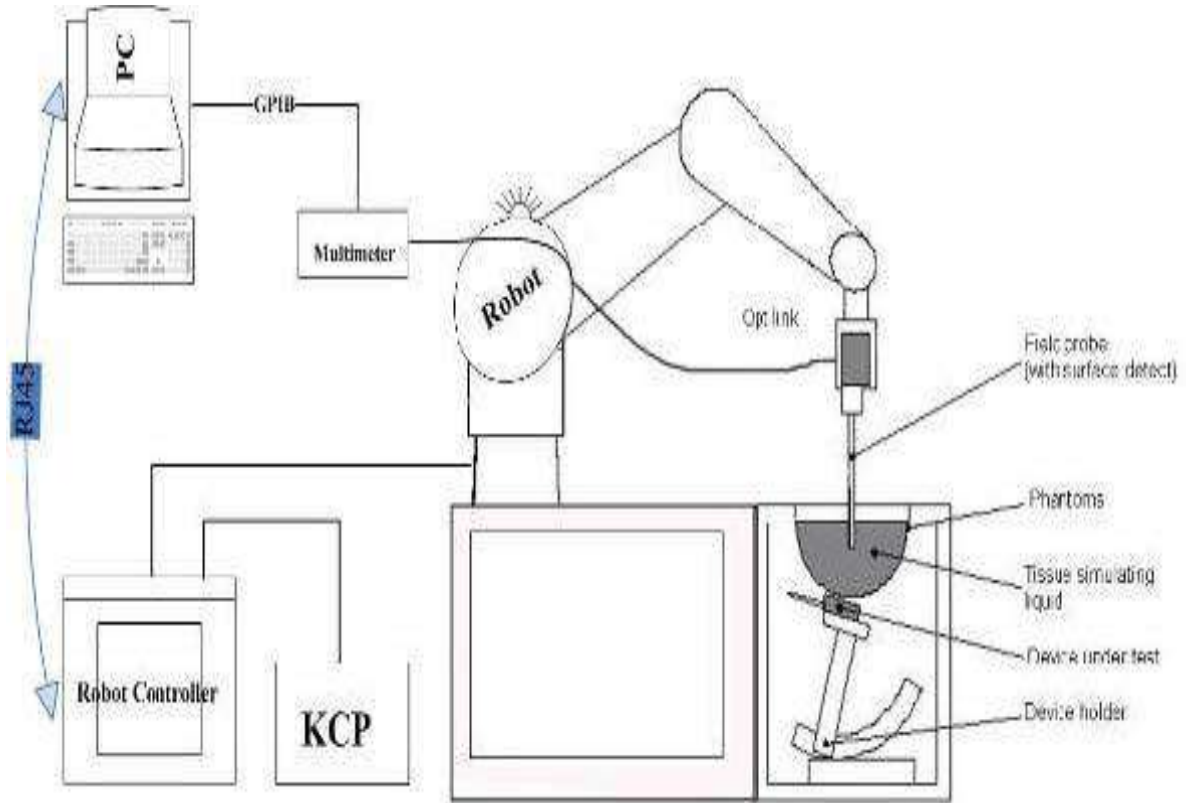 PC
GPIB
Multimeter
Robot
Opt link
Field probe
(with surface detect)
RJ45
Phantoms
Tissue simulating
liquid
Device under test
Device holder
Robot Controller
KCP